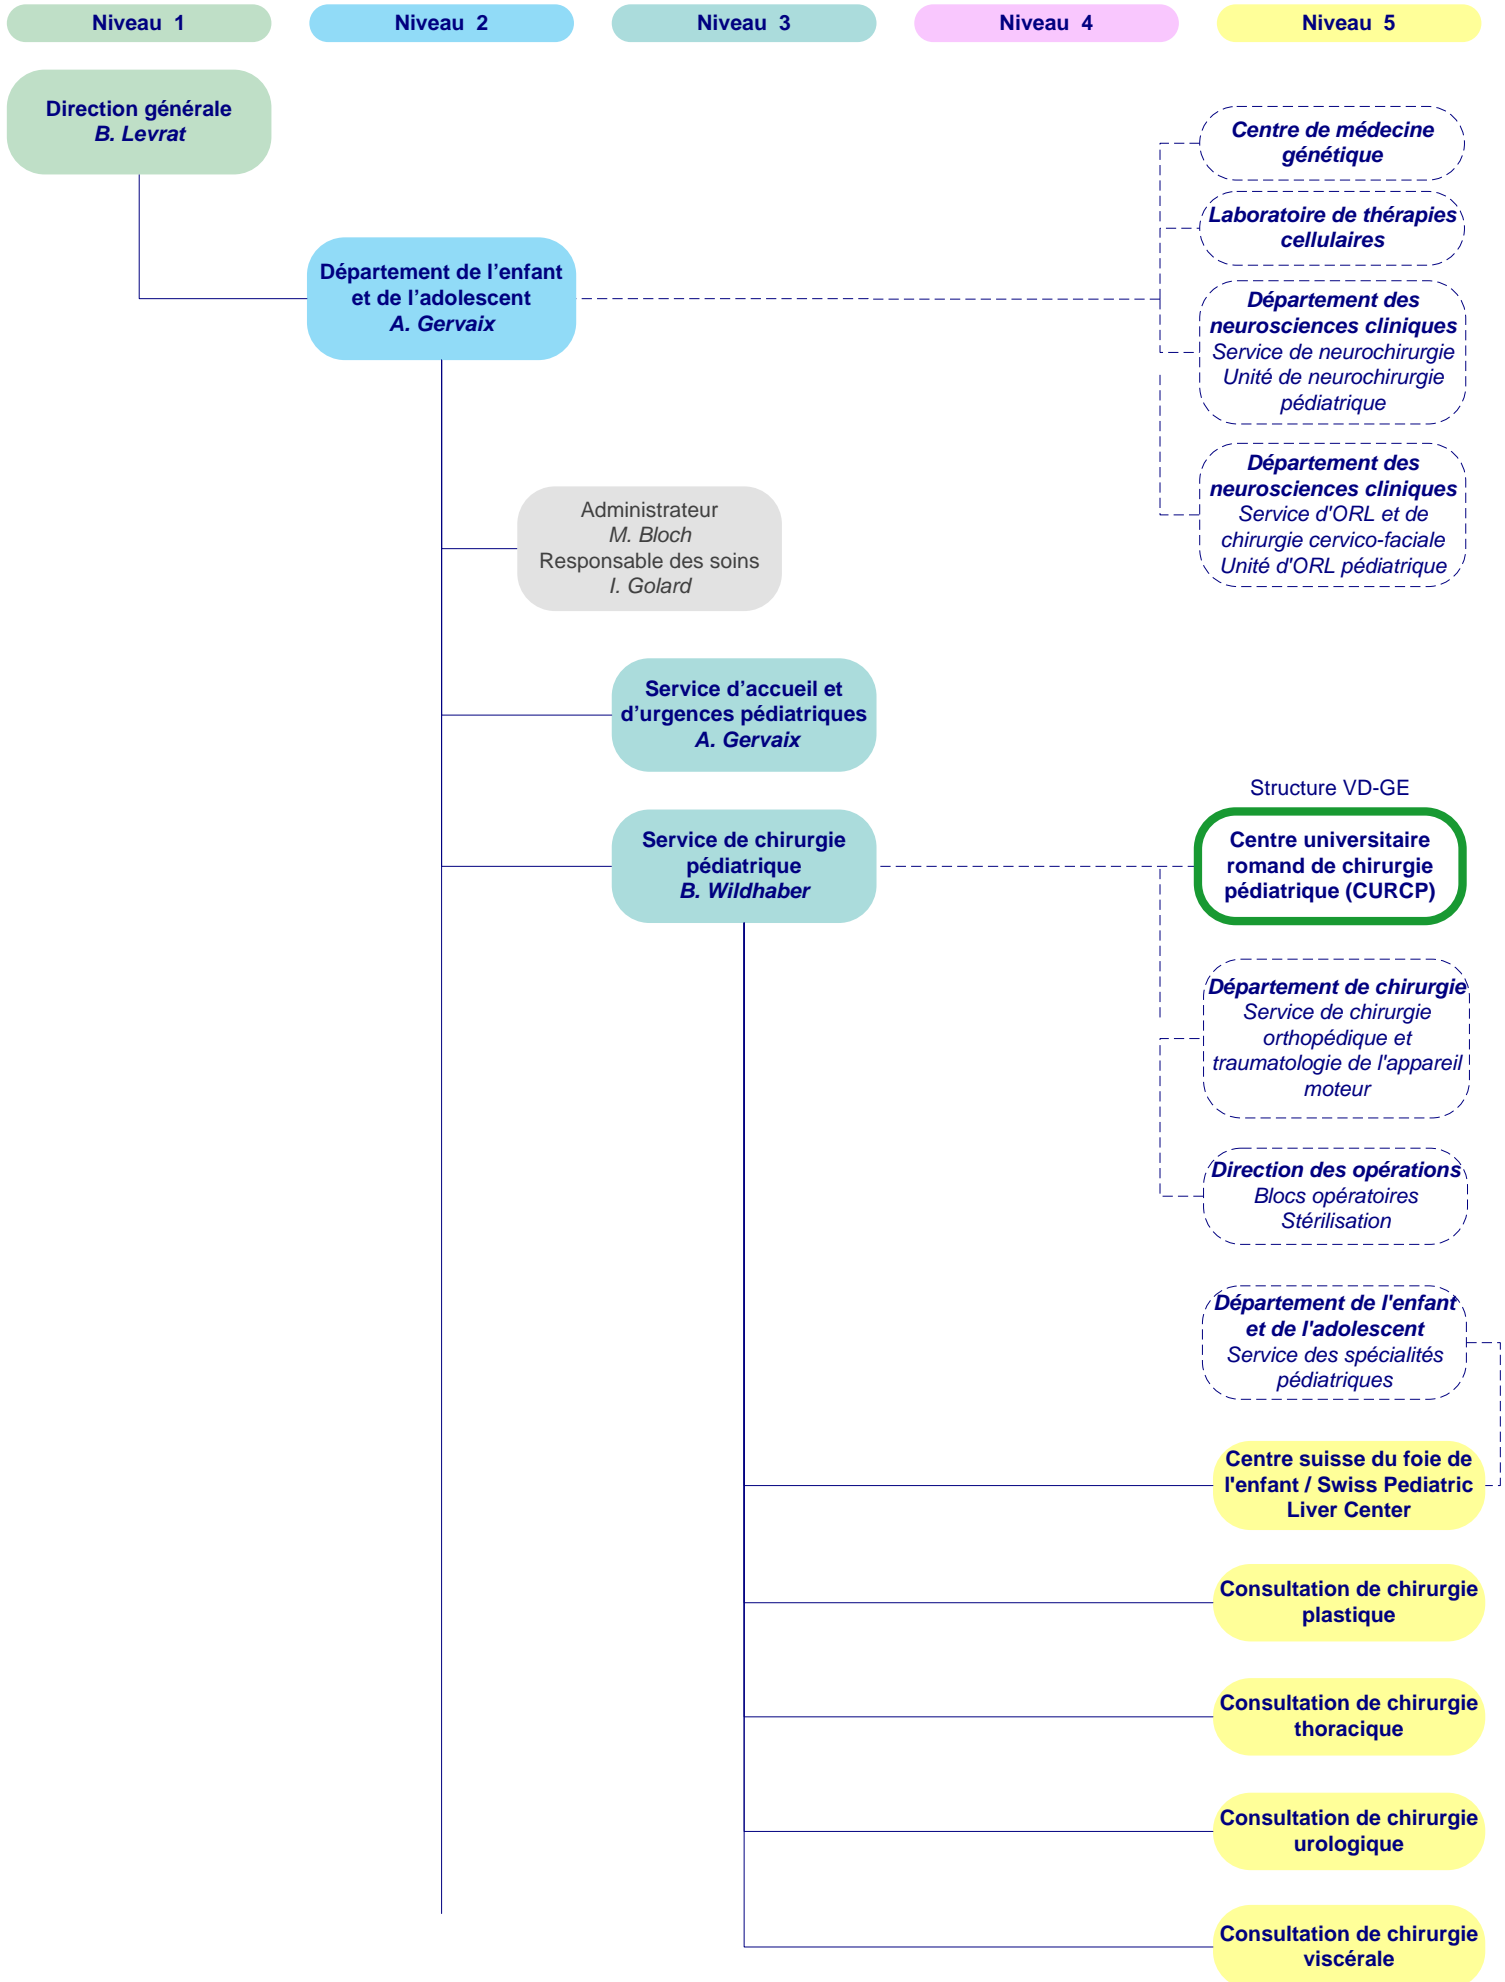 Niveau 1
Niveau 2
Niveau 3
Niveau 4
Niveau 5
Direction générale
B. Levrat
Centre de médecine
génétique
Laboratoire de thérapies
cellulaires
Département de l’enfant
et de l’adolescent
A. Gervaix
Département des
neurosciences cliniques
Service de neurochirurgie
Unité de neurochirurgie
pédiatrique
Département des
neurosciences cliniques
Service d'ORL et de
chirurgie cervico-faciale
Unité d'ORL pédiatrique
Administrateur
M. Bloch
Responsable des soins
I. Golard
Service d’accueil et
d’urgences pédiatriques
A. Gervaix
Structure VD-GE
Service de chirurgie
pédiatrique
B. Wildhaber
Centre universitaire
romand de chirurgie
pédiatrique (CURCP)
Département de chirurgie
Service de chirurgie
orthopédique et
traumatologie de l'appareil
moteur
Direction des opérations
Blocs opératoires
Stérilisation
Département de l'enfant
et de l'adolescent
Service des spécialités
pédiatriques
Centre suisse du foie de
l'enfant / Swiss Pediatric
Liver Center
Consultation de chirurgie
plastique
Consultation de chirurgie
thoracique
Consultation de chirurgie
urologique
Consultation de chirurgie
viscérale